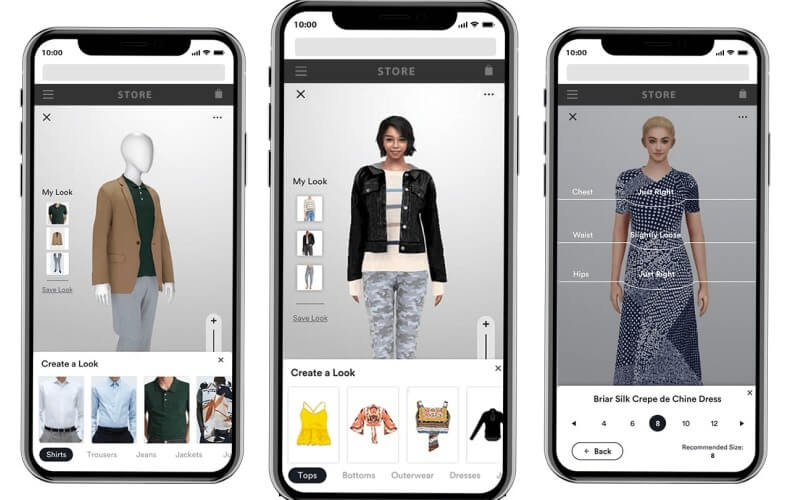 10:00
STORE
My Look
Save Look
Create a Look
Shirts Trousers Jeans Jackets Ju
10:00
STORE
My Look
Save Look
Create a Look
Tops Bottoms Outerwear Dresses J
10:00
STORE
Chest Just Right
Waist Slightly Loose
Hips Just Right
Briar Silk Crepe de Chine Dress
4 6 8 10 12
Back Recommended Size:
8